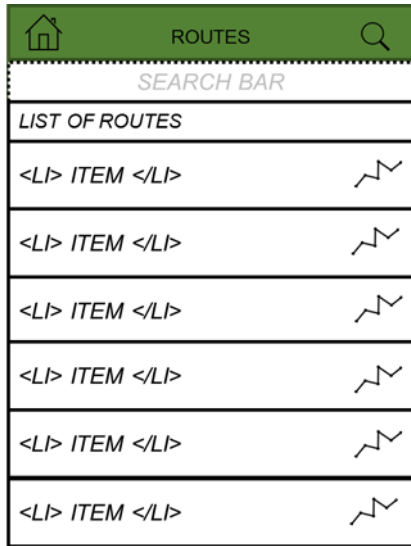 ROUTES
SEARCH BAR
LIST OF ROUTES
<LI> ITEM </LI>
<LI> ITEM </LI>
<LI> ITEM </LI>
<LI> ITEM </LI>
<LI> ITEM </LI>
<LI> ITEM </LI>